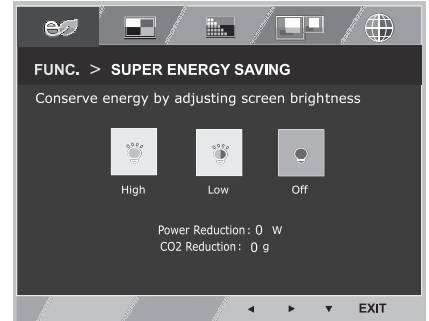 FUNC. > SUPER ENERGY SAVING
Conserve energy by adjusting screen brightness
High Low Off
Power Reduction : 0 W
CO2 Reduction : 0 g
EXIT